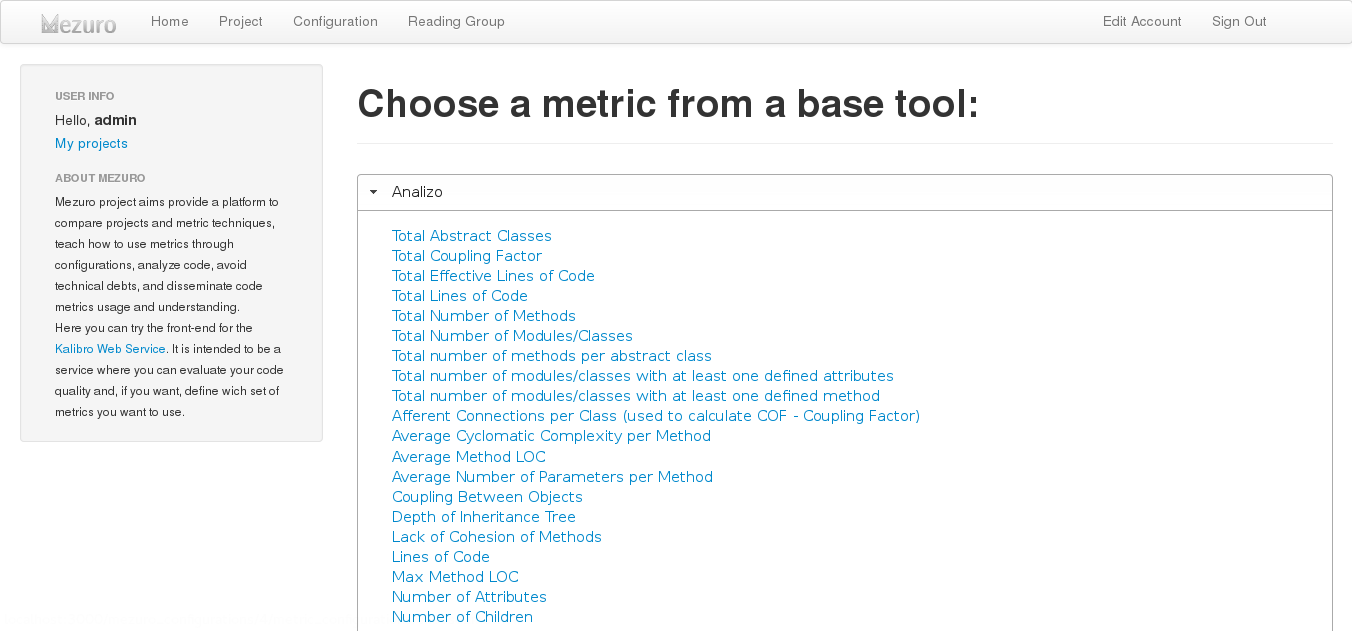 Mezuro Home Project Configuration Reading Group Edit Account Sign Out
USER INFO
Hello, admin
My projects
ABOUT MEZURO
Mezuro project aims provide a platform to
compare projects and metric techniques,
teach how to use metrics through
configurations, analyze code, avoid
technical debts, and disseminate code
metrics usage and understanding.
Here you can try the front-end for the
Kalibro Web Service. It is intended to be a
service where you can evaluate your code
quality and, if you want, define wich set of
metrics you want to use.
Choose a metric from a base tool:
Analizo
Total Abstract Classes
Total Coupling Factor
Total Effective Lines of Code
Total Lines of Code
Total Number of Methods
Total Number of Modules/Classes
Total number of methods per abstract class
Total number of modules/classes with at least one defined attributes
Total number of modules/classes with at least one defined method
Afferent Connections per Class (used to calculate COF - Coupling Factor)
Average Cyclomatic Complexity per Method
Average Method LOC
Average Number of Parameters per Method
Coupling Between Objects
Depth of Inheritance Tree
Lack of Cohesion of Methods
Lines of Code
Max Method LOC
Number of Attributes
Number of Children